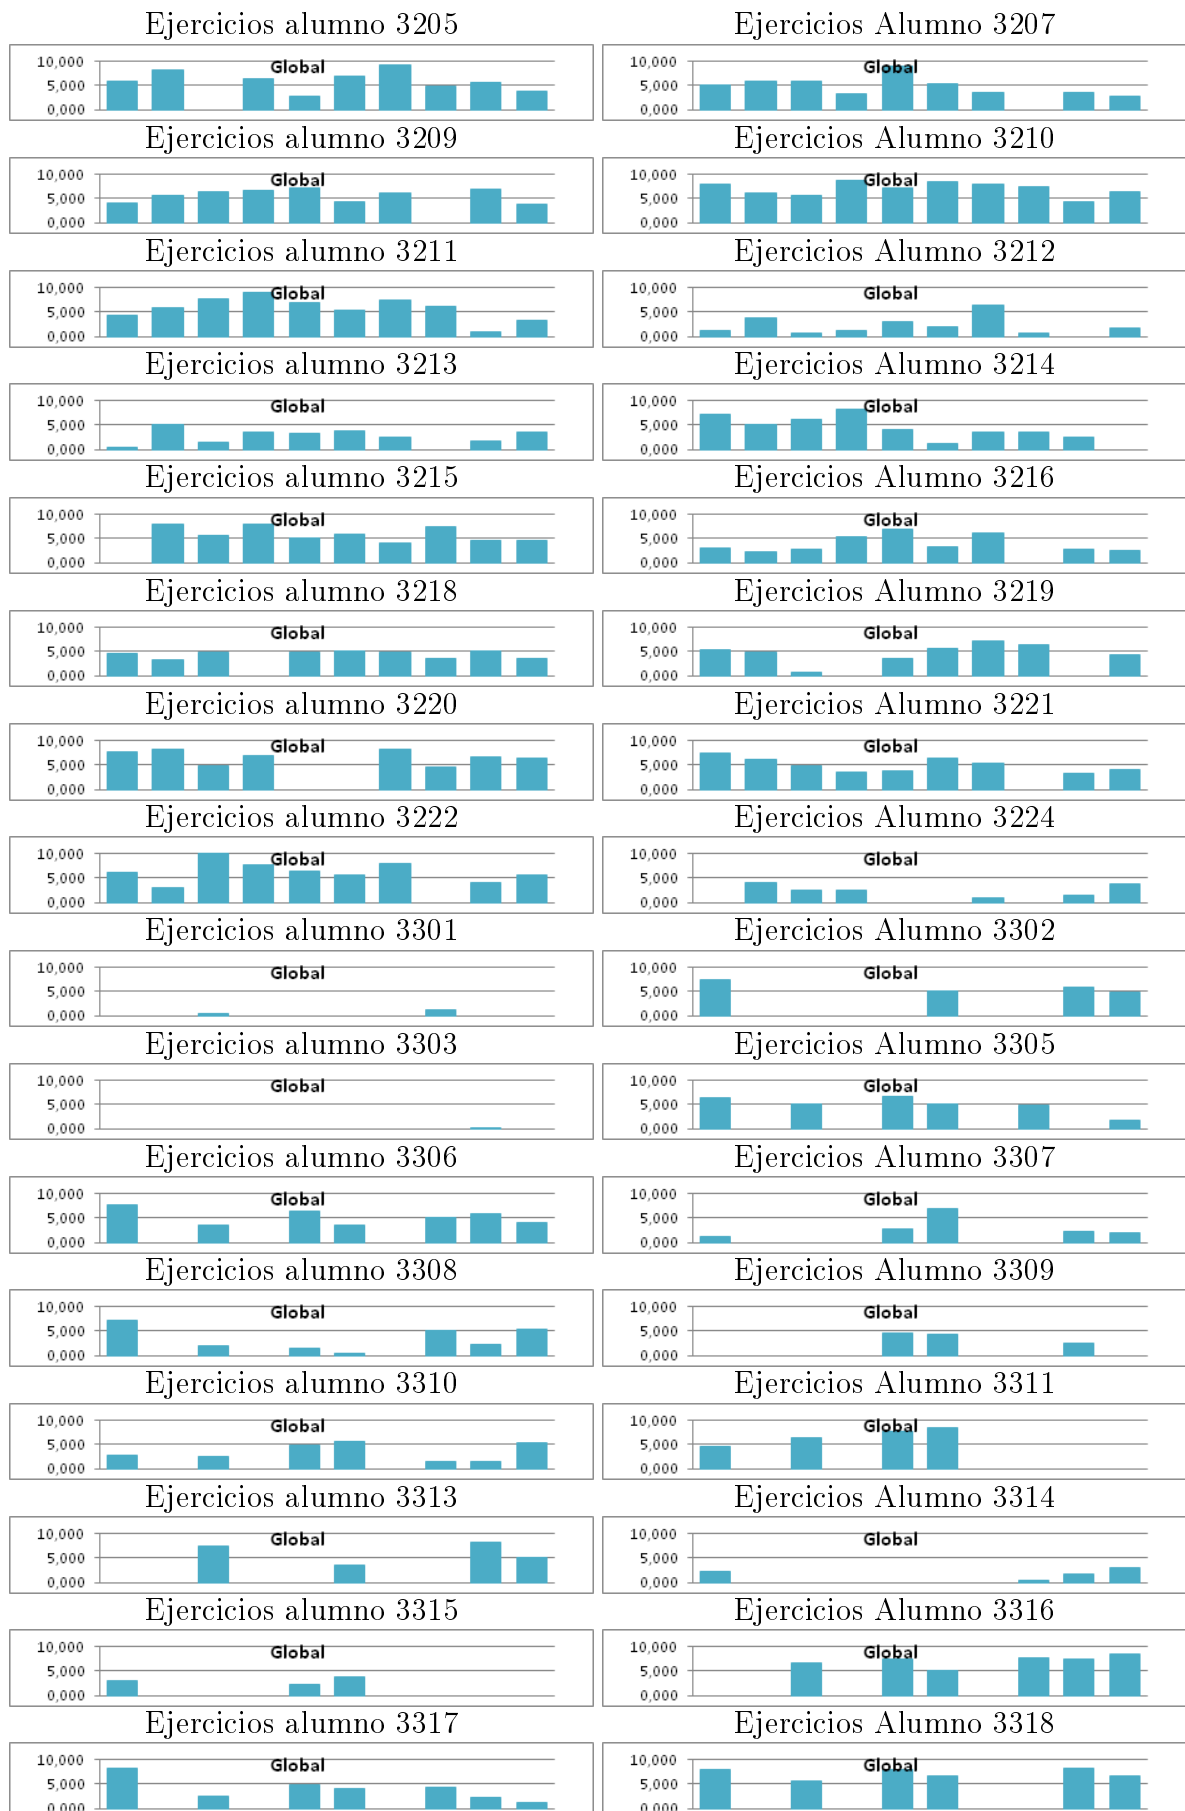 Ejercicios alumno 3205 Ejercicios Alumno 3207
Global Global
10,000 10,000
5,000 5,000
0,000 0,000
Ejercicios alumno 3209 Ejercicios Alumno 3210
Global Global
10,000 10,000
5,000 5,000
0,000 0,000
Ejercicios alumno 3211 Ejercicios Alumno 3212
Global Global
10,000 10,000
5,000 5,000
0,000 0,000
Ejercicios alumno 3213 Ejercicios Alumno 3214
Global Global
10,000 10,000
5,000 5,000
0,000 0,000
Ejercicios alumno 3215 Ejercicios Alumno 3216
Global Global
10,000 10,000
5,000 5,000
0,000 0,000
Ejercicios alumno 3218 Ejercicios Alumno 3219
Global Global
10,000 10,000
5,000 5,000
0,000 0,000
Ejercicios alumno 3220 Ejercicios Alumno 3221
Global Global
10,000 10,000
5,000 5,000
0,000 0,000
Ejercicios alumno 3222 Ejercicios Alumno 3224
Global Global
10,000 10,000
5,000 5,000
0,000 0,000
Ejercicios alumno 3301 Ejercicios Alumno 3302
Global Global
10,000 10,000
5,000 5,000
0,000 0,000
Ejercicios alumno 3303 Ejercicios Alumno 3305
Global Global
10,000 10,000
5,000 5,000
0,000 0,000
Ejercicios alumno 3306 Ejercicios Alumno 3307
Global Global
10,000 10,000
5,000 5,000
0,000 0,000
Ejercicios alumno 3308 Ejercicios Alumno 3309
Global Global
10,000 10,000
5,000 5,000
0,000 0,000
Ejercicios alumno 3310 Ejercicios Alumno 3311
Global Global
10,000 10,000
5,000 5,000
0,000 0,000
Ejercicios alumno 3313 Ejercicios Alumno 3314
Global Global
10,000 10,000
5,000 5,000
0,000 0,000
Ejercicios alumno 3315 Ejercicios Alumno 3316
Global Global
10,000 10,000
5,000 5,000
0,000 0,000
Ejercicios alumno 3317 Ejercicios Alumno 3318
Global Global
10,000 10,000
5,000 5,000
0,000 0,000